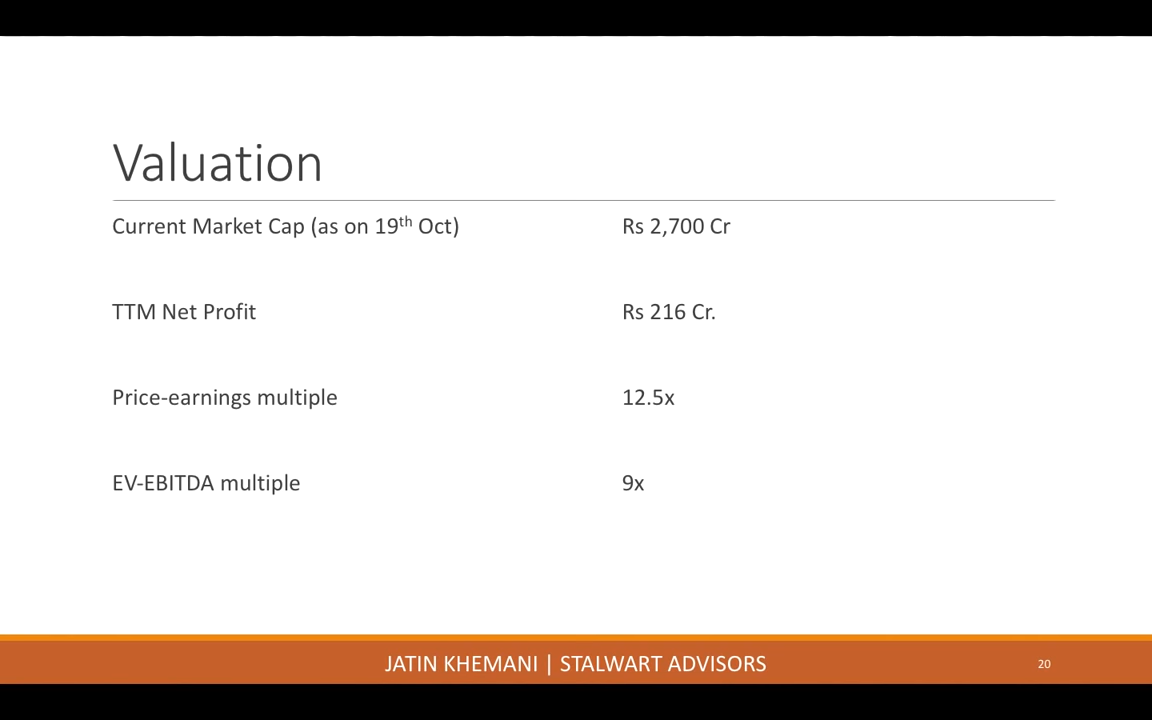 Valuation
Current Market Cap (as on 19th Oct) Rs 2,700 Cr
TTM Net Profit Rs 216 Cr.
Price-earnings multiple 12.5x
EV-EBITDA multiple 9x
JATIN KHEMANI | STALWART ADVISORS 20